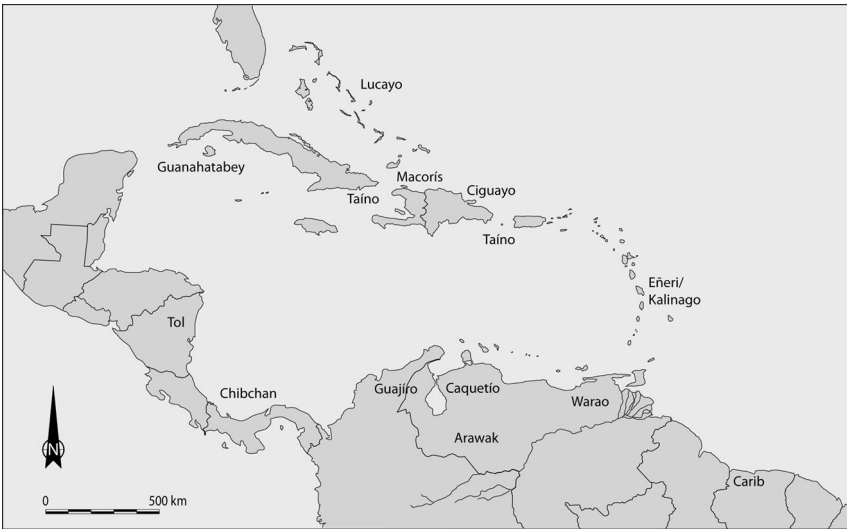 Lucayo
Guanahatabey
Macorís
Ciguayo
Taíno
Taíno
Eñeri/
Kalinago
Tol
Guajiro
Caquetío
Chibchan
Warao
Arawak
N
Carib
0
500 km